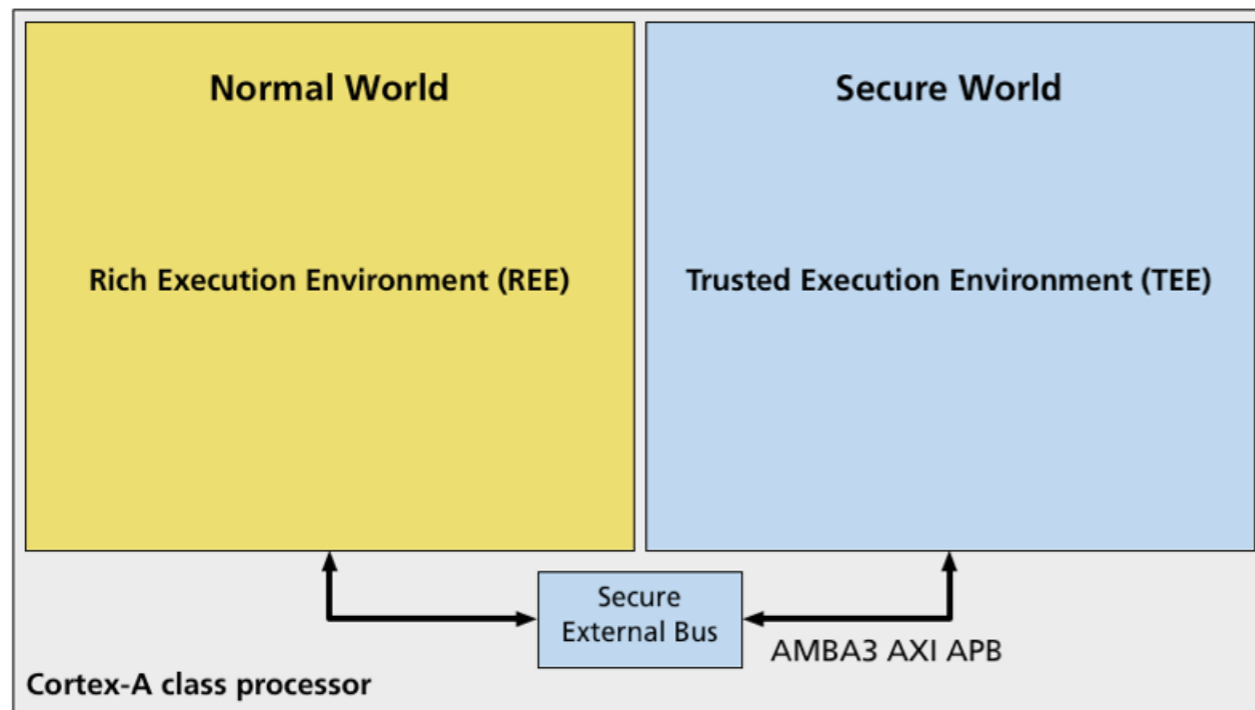 Normal World
Secure World
Rich Execution Environment (REE)
Trusted Execution Environment (TEE)
Secure
External Bus
AMBA3 AXI APB
Cortex-A class processor